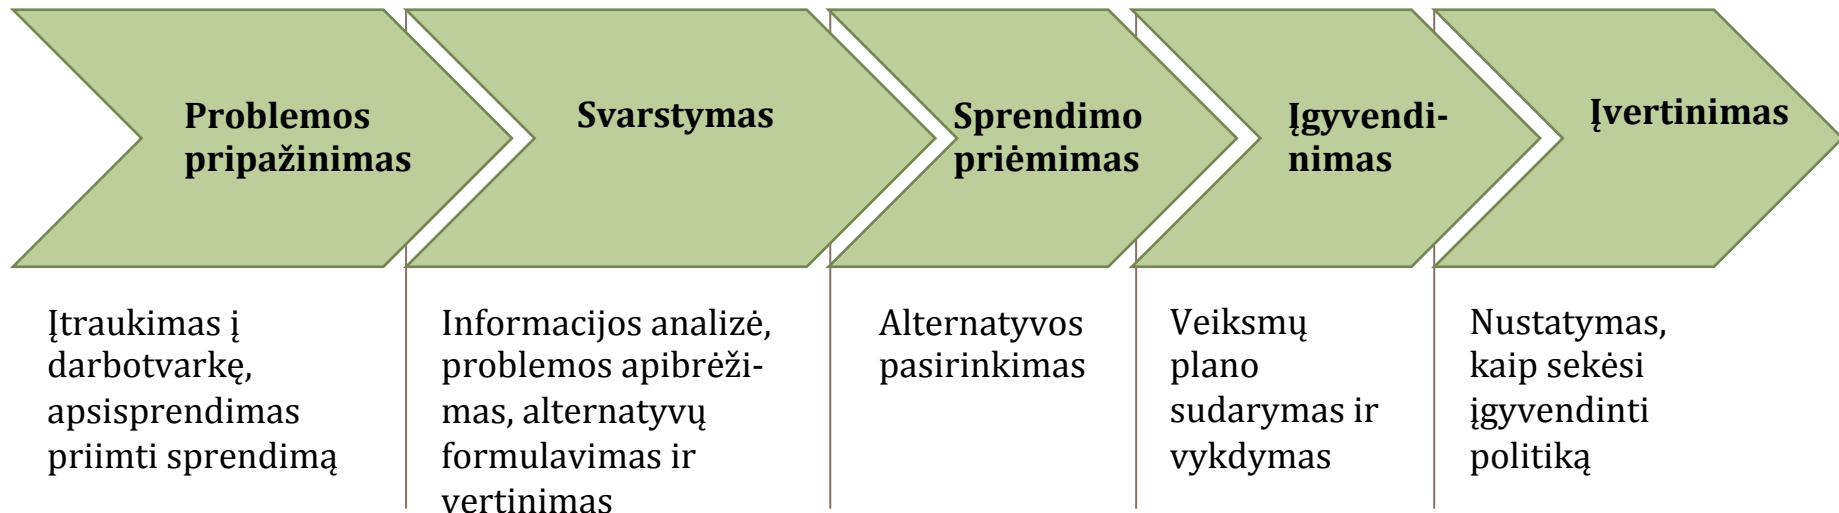 Problemos
pripažinimas
Svarstymas
Sprendimo
priėmimas
Įgyvendi-
nimas
Įvertinimas
Įtraukimas į
darbotvarkę,
apsisprendimas
priimti sprendimą
Informacijos analizė,
problemos apibrėži-
mas, alternatyvų
formulavimas ir
vertinimas
Alternatyvos
pasirinkimas
Veiksmų
plano
sudarymas ir
vykdymas
Nustatymas,
kaip sekėsi
įgyvendinti
politiką